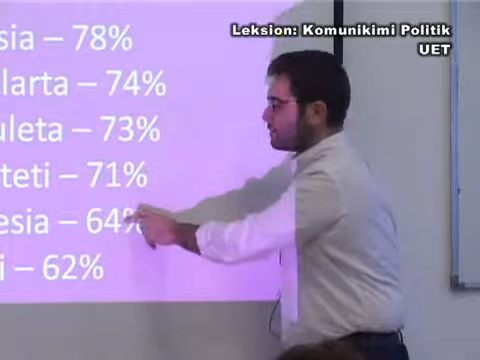 Leksion: Komunikimi Politik
UET
sia – 78%
larta – 74%
uleta – 73%
teti – 71%
esia – 64%
i – 62%